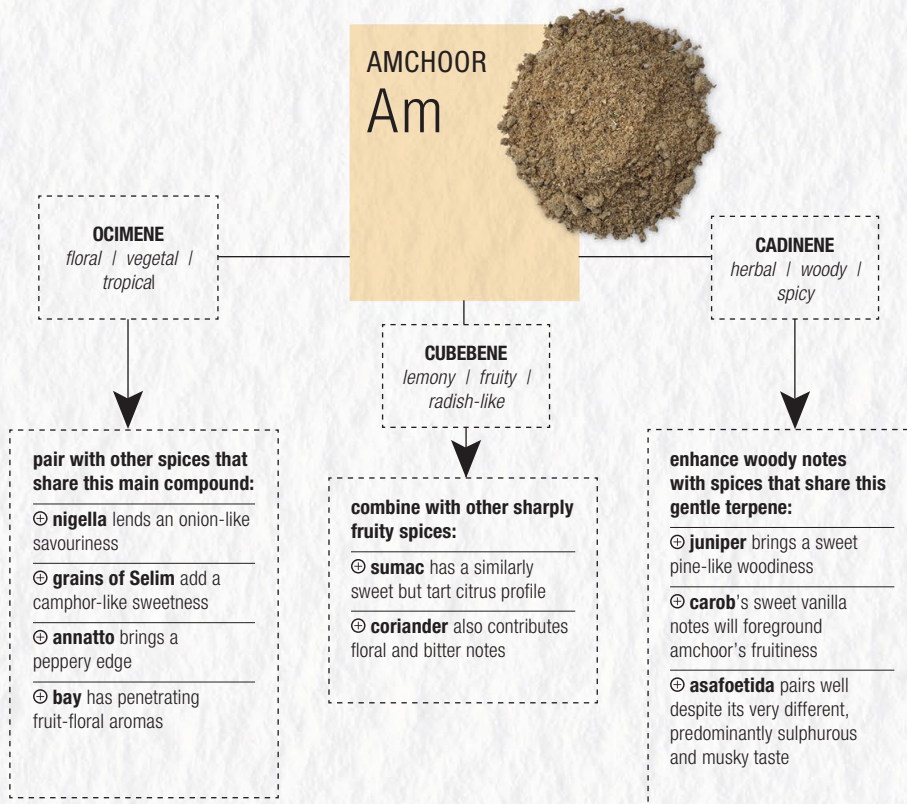 AMCHOOR
Am
OCIMENE
floral | vegetal |
tropical
CUBEBENE
lemony | fruity |
radish-like
CADINENE
herbal | woody |
spicy
pair with other spices that
share this main compound:
⊕ nigella lends an onion-like
savouriness
⊕ grains of Selim add a
camphor-like sweetness
⊕ annatto brings a
peppery edge
⊕ bay has penetrating
fruit-floral aromas
combine with other sharply
fruity spices:
⊕ sumac has a similarly
sweet but tart citrus profile
⊕ coriander also contributes
floral and bitter notes
enhance woody notes
with spices that share this
gentle terpene:
⊕ juniper brings a sweet
pine-like woodiness
⊕ carob's sweet vanilla
notes will foreground
amchoor's fruitiness
⊕ asafoetida pairs well
despite its very different,
predominantly sulphurous
and musky taste